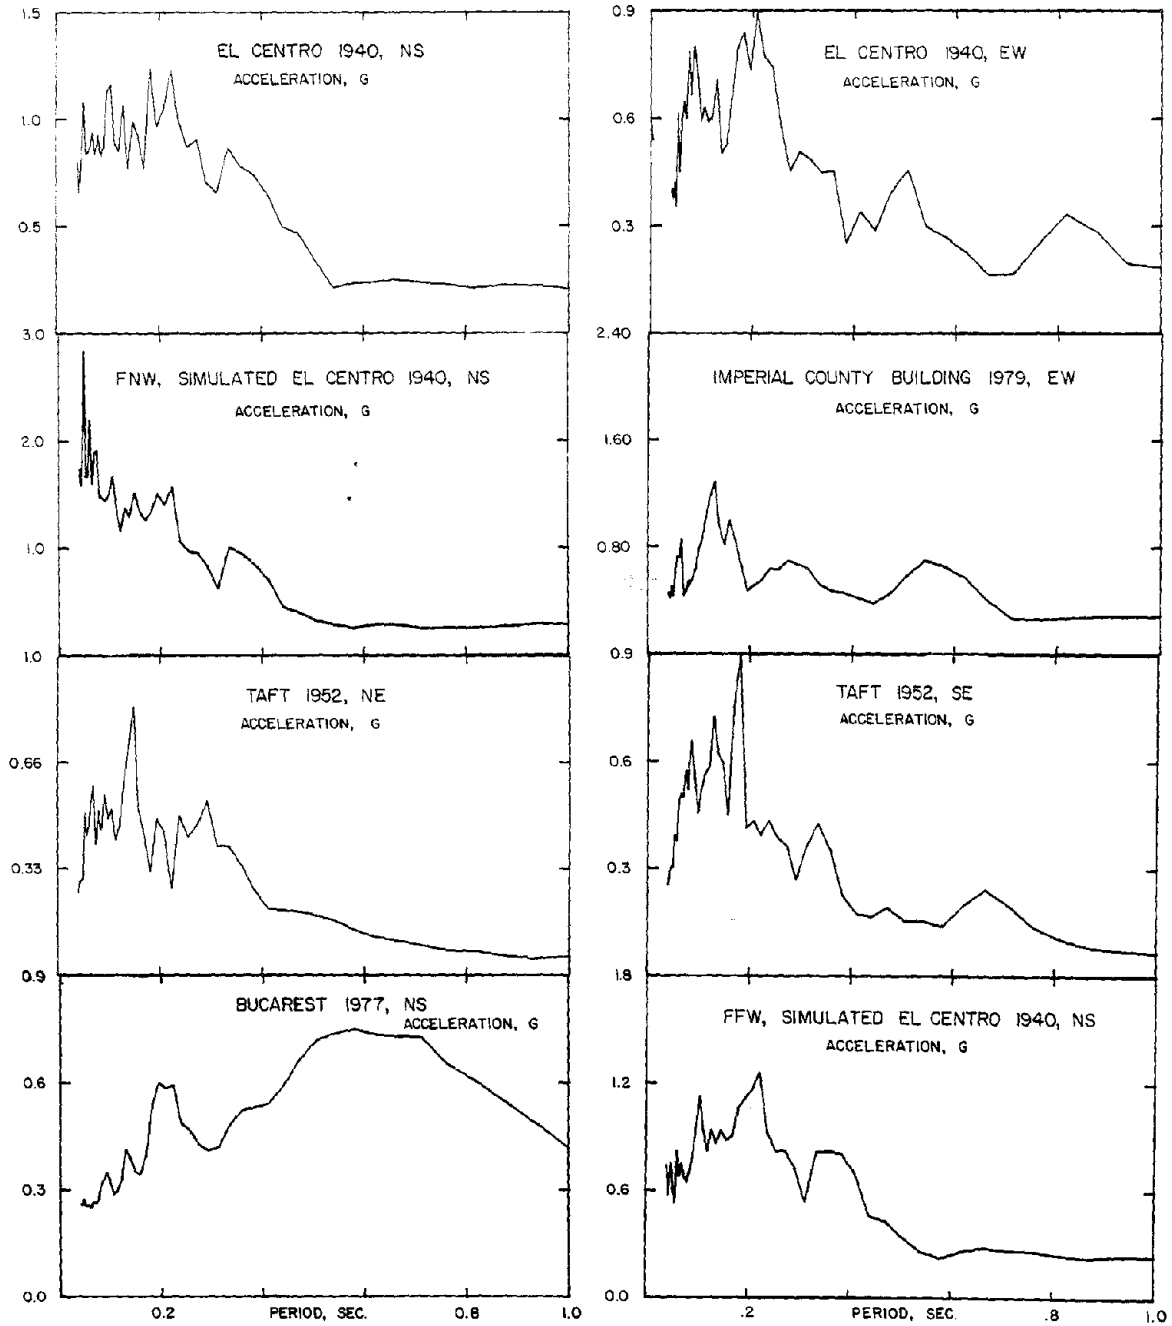 1.5
EL CENTRO 1940, NS
ACCELERATION, G
1.0
0.5
3.0
FNW, SIMULATED EL CENTRO 1940, NS
ACCELERATION, G
2.0
1.0
1.0
TAFT 1952, NE
ACCELERATION, G
0.66
0.33
0.9
BUCAREST 1977, NS
ACCELERATION, G
0.6
0.3
0.0
0.2
PERIOD, SEC.
1.0
0.9
EL CENTRO 1940, EW
ACCELERATION, G
0.6
0.3
2.40
IMPERIAL COUNTY BUILDING 1979, EW
ACCELERATION, G
1.60
0.80
0.9
TAFT 1952, SE
ACCELERATION, G
0.6
0.3
1.8
FFW, SIMULATED EL CENTRO 1940, NS
ACCELERATION, G
1.2
0.6
0.0
.2
PERIOD, SEC.
.8
1.0